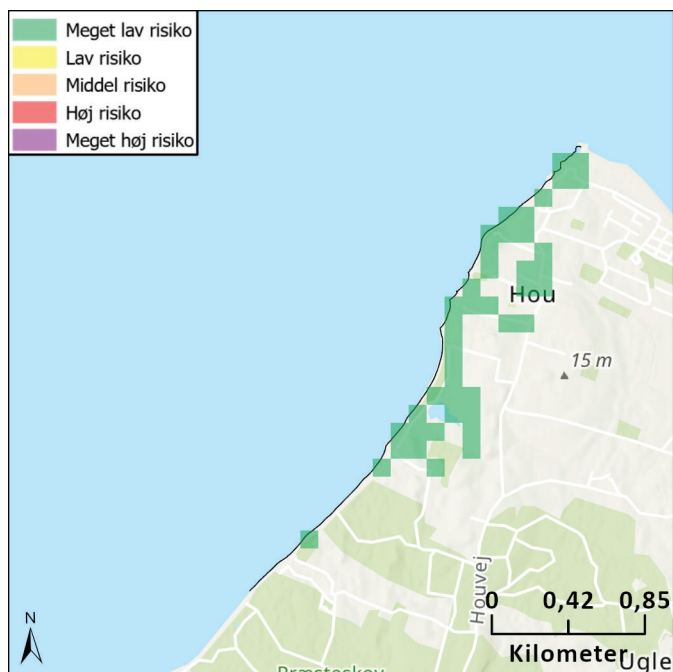 Meget lav risiko
Lav risiko
Middel risiko
Høj risiko
Meget høj risiko
Hou
15 m
Houvej
N
0 0,42 0,85
Kilometer
Ugle
Præsteskov